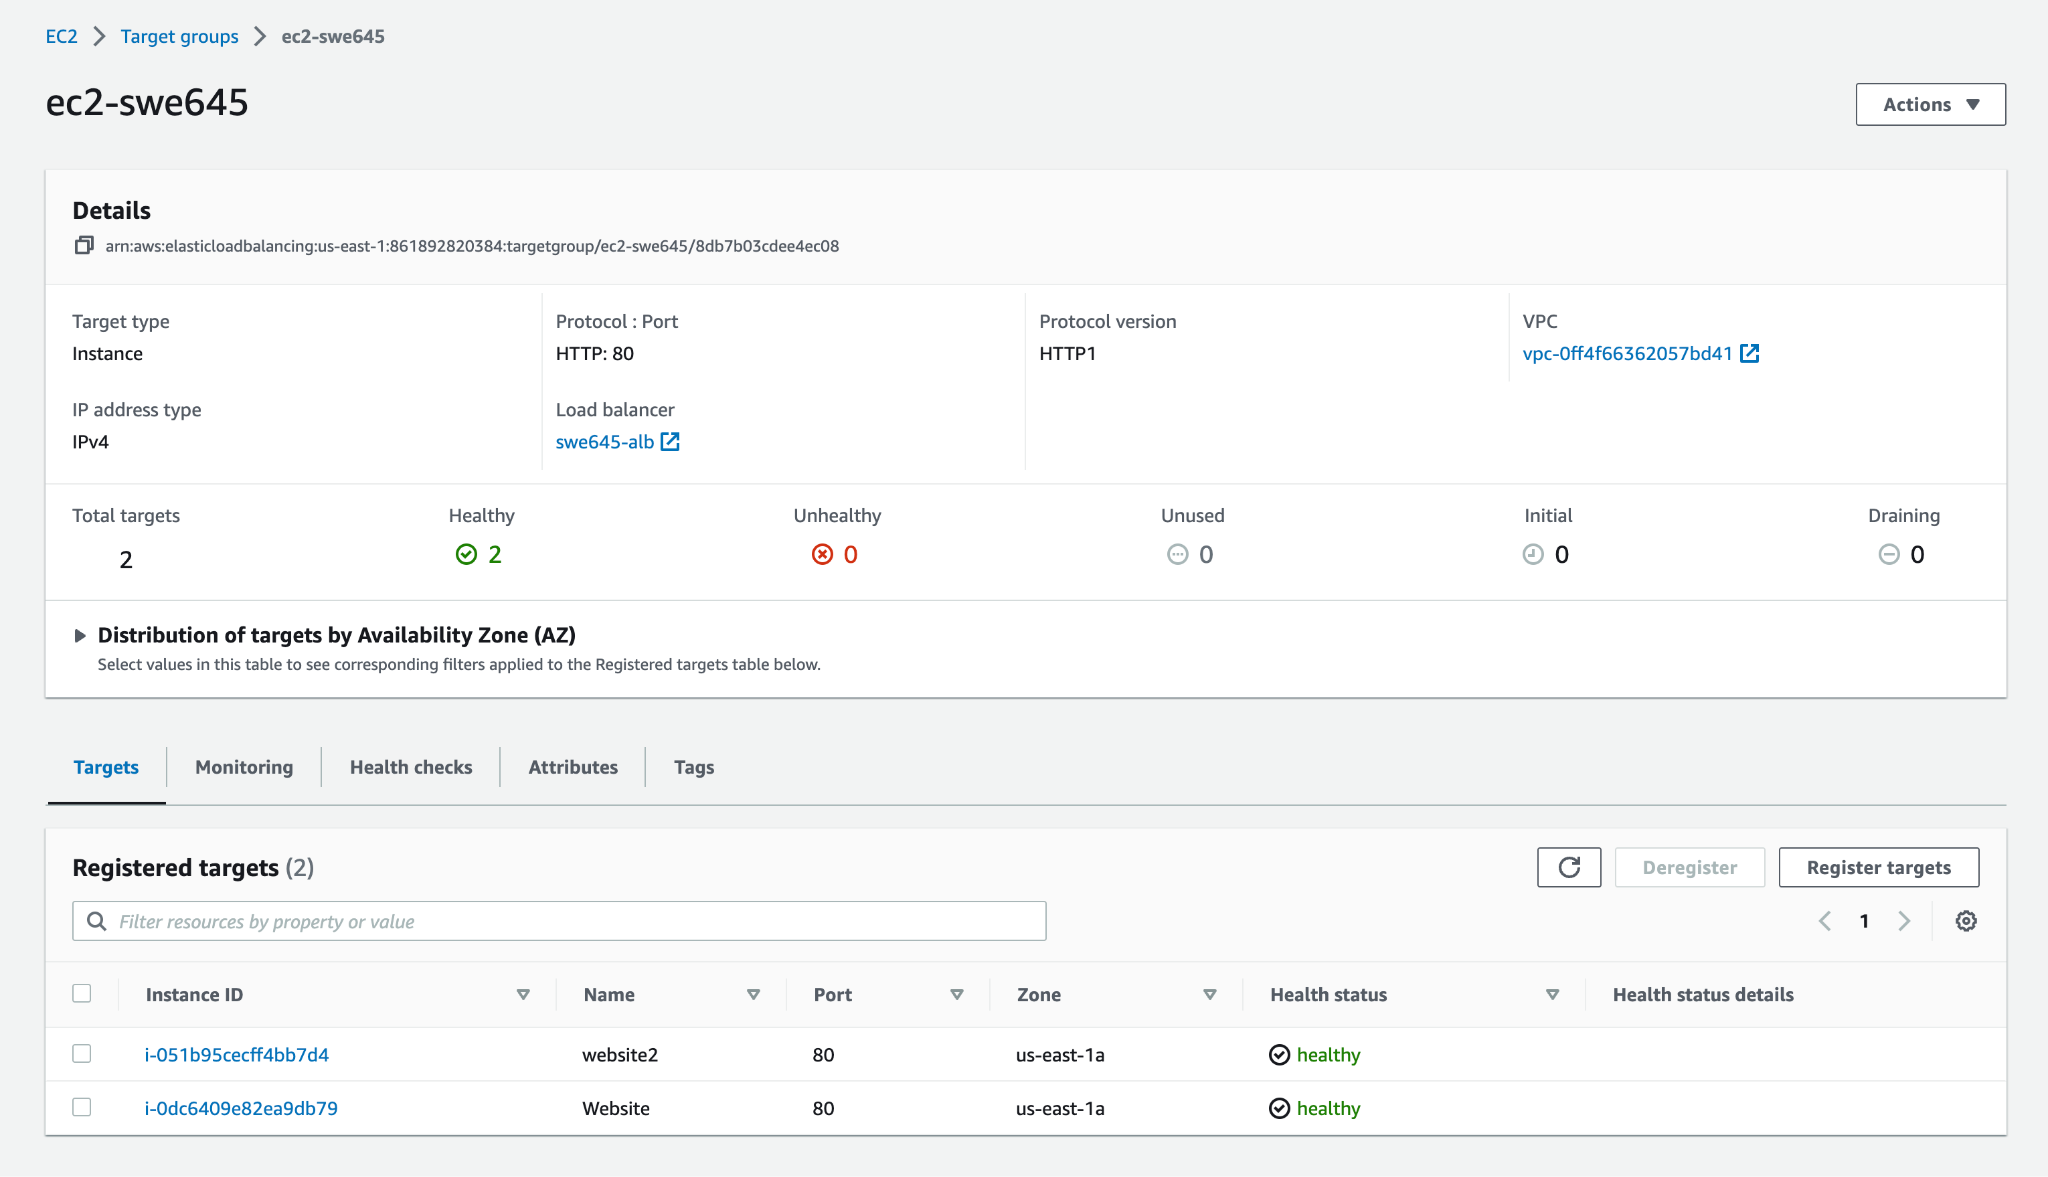 EC2 Target groups ec2-swe645
ec2-swe645
Actions
Details
arn:aws:elasticloadbalancing:us-east-1:861892820384:targetgroup/ec2-swe645/8db7b03cdee4ec08
Target type Protocol : Port Protocol version VPC
Instance HTTP: 80 HTTP1 vpc-0ff4f66362057bd41
IP address type Load balancer
IPv4 swe645-alb
Total targets Healthy Unhealthy Unused Initial Draining
2 2 0 0 0 0
Distribution of targets by Availability Zone (AZ)
Select values in this table to see corresponding filters applied to the Registered targets table below.
Targets Monitoring Health checks Attributes Tags
Registered targets (2) Deregister Register targets
Filter resources by property or value 1
Instance ID Name Port Zone Health status Health status details
i-051b95cecff4bb7d4 website2 80 us-east-1a healthy
i-0dc6409e82ea9db79 Website 80 us-east-1a healthy